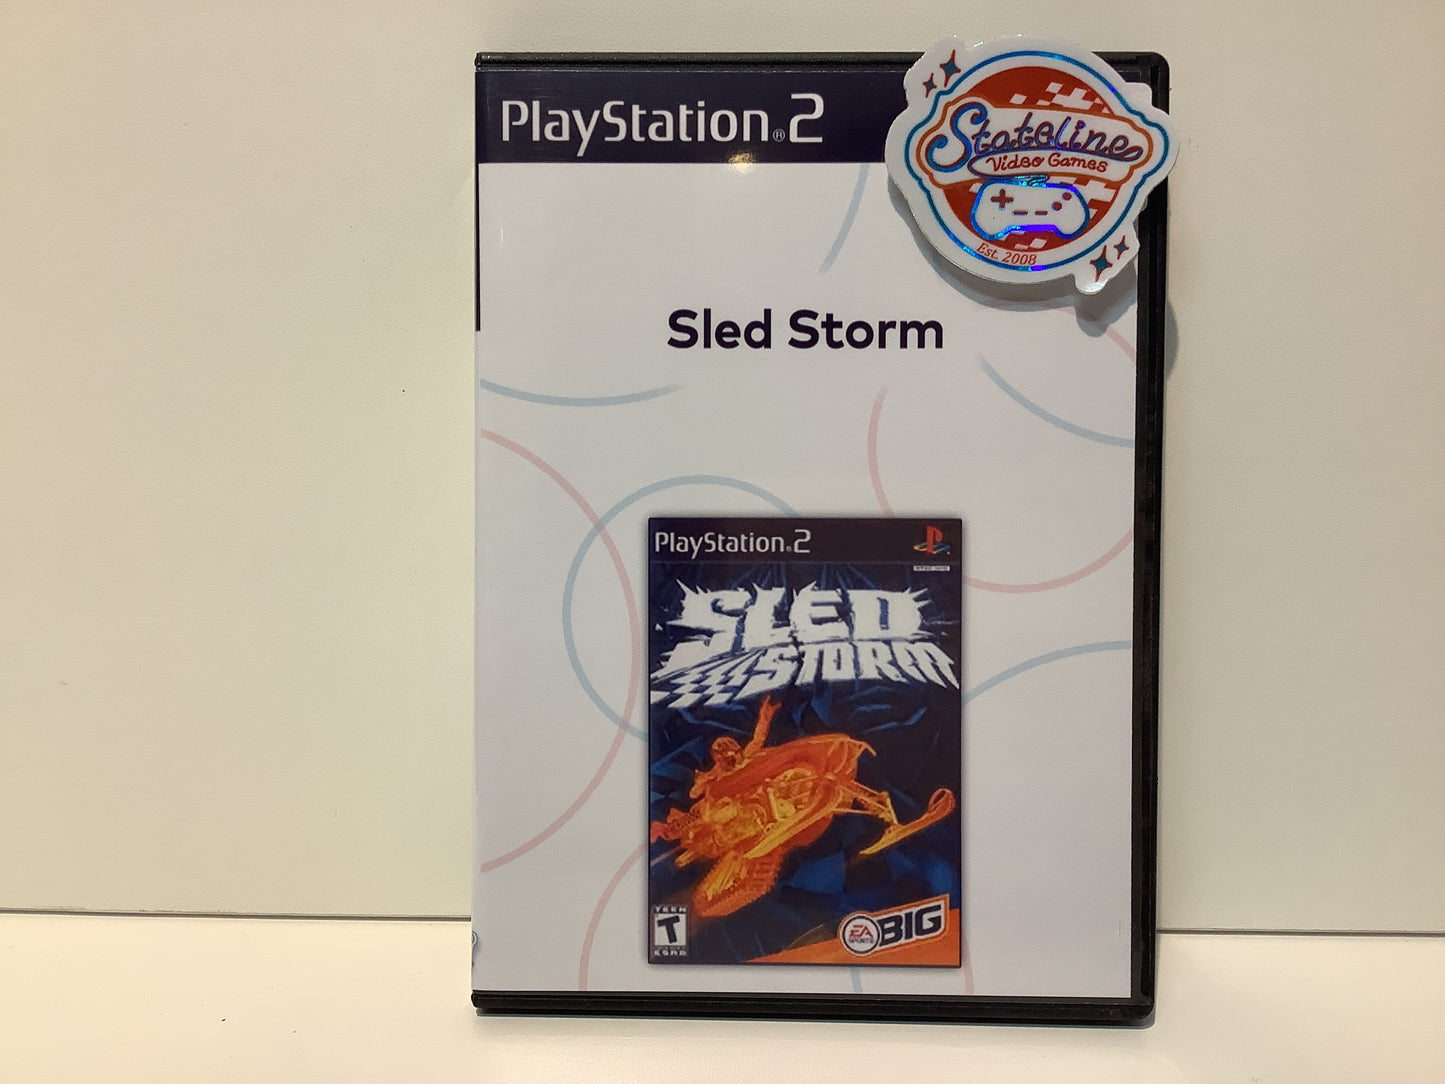 PlayStation®2
Stateline
Video Games
Est. 2008
Sled Storm
PlayStation®2
SLED
STORM
TEEN
T
ESRB
EA
SPORTS
BIG